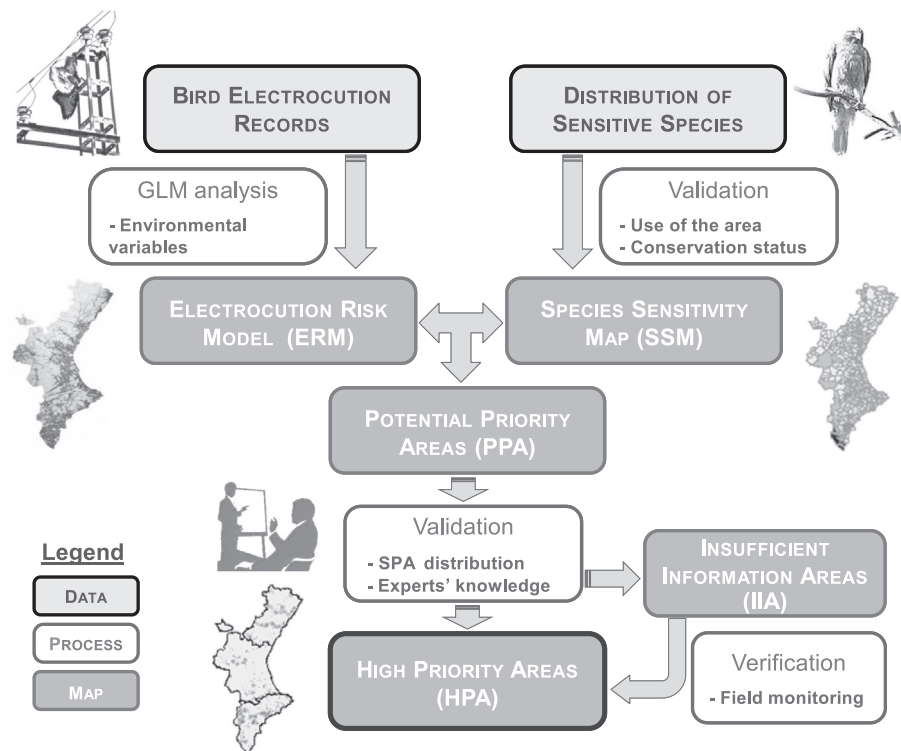 BIRD ELECTROCUTION
RECORDS
DISTRIBUTION OF
SENSITIVE SPECIES
GLM analysis
- Environmental
variables
Validation
- Use of the area
- Conservation status
ELECTROCUTION RISK
MODEL (ERM)
SPECIES SENSITIVITY
MAP (SSM)
POTENTIAL PRIORITY
AREAS (PPA)
Validation
- SPA distribution
- Experts' knowledge
INSUFFICIENT
INFORMATION AREAS
(IIA)
HIGH PRIORITY AREAS
(HPA)
Verification
- Field monitoring
Legend
DATA
PROCESS
MAP